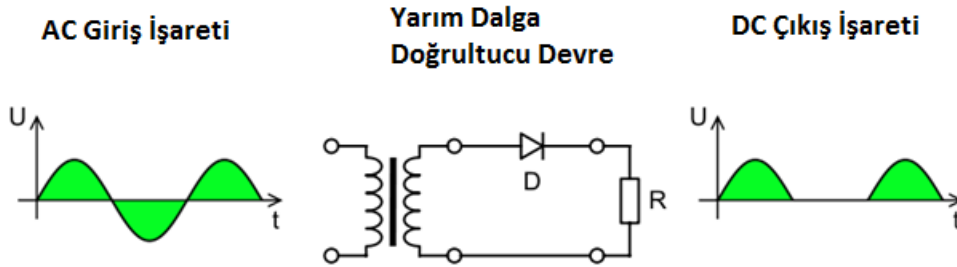 AC Giriş İşareti
Yarım Dalga
Doğrultucu Devre
DC Çıkış İşareti
U
t
D
R
U
t